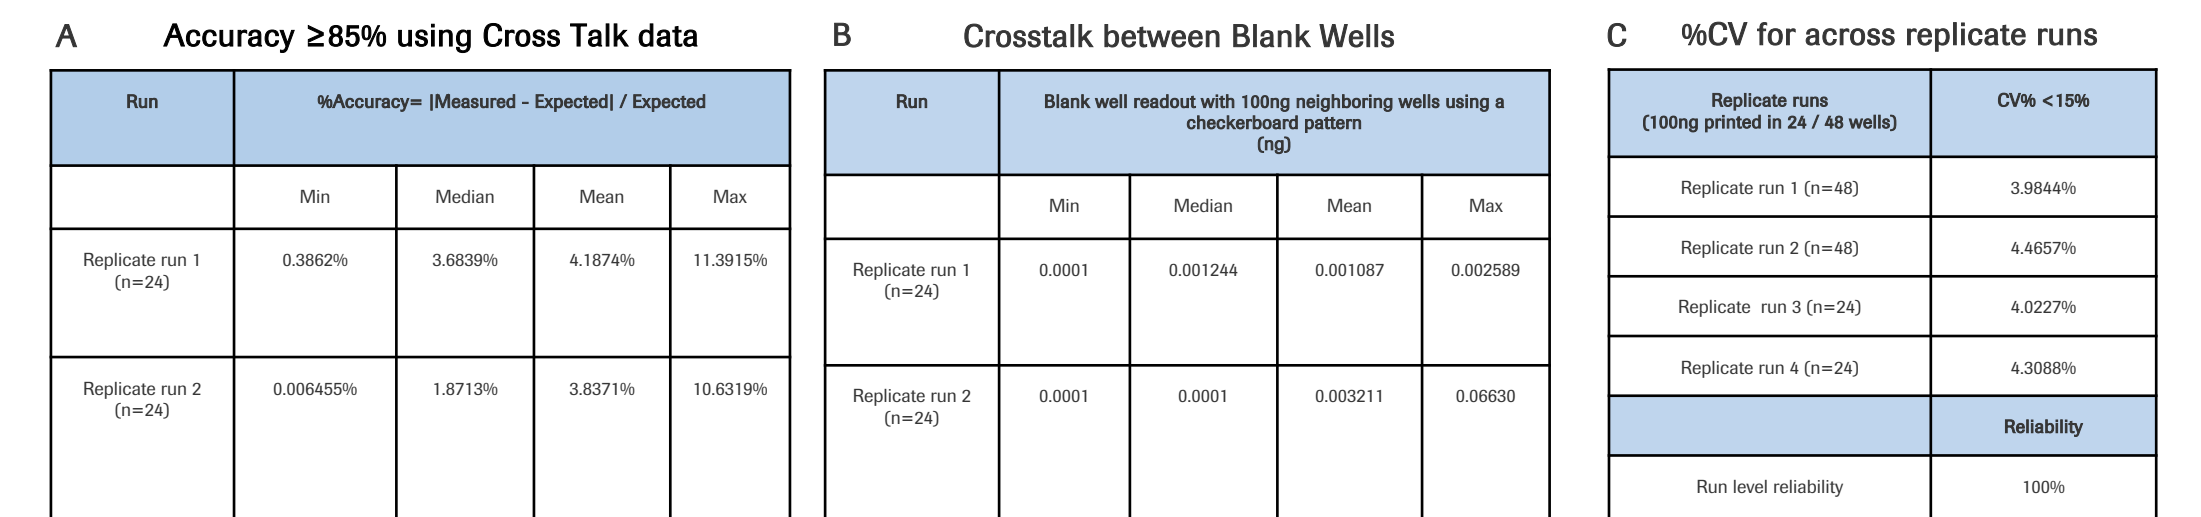 A
Accuracy ≥85% using Cross Talk data
Run
%Accuracy= |Measured - Expected| / Expected
Min
Median
Mean
Max
Replicate run 1
(n=24)
0.3862%
3.6839%
4.1874%
11.3915%
Replicate run 2
(n=24)
0.006455%
1.8713%
3.8371%
10.6319%
B
Crosstalk between Blank Wells
Run
Blank well readout with 100ng neighboring wells using a
checkerboard pattern
(ng)
Min
Median
Mean
Max
Replicate run 1
(n=24)
0.0001
0.001244
0.001087
0.002589
Replicate run 2
(n=24)
0.0001
0.0001
0.003211
0.06630
C
%CV for across replicate runs
Replicate runs
(100ng printed in 24 / 48 wells)
CV% <15%
Replicate run 1 (n=48)
3.9844%
Replicate run 2 (n=48)
4.4657%
Replicate run 3 (n=24)
4.0227%
Replicate run 4 (n=24)
4.3088%
Reliability
Run level reliability
100%